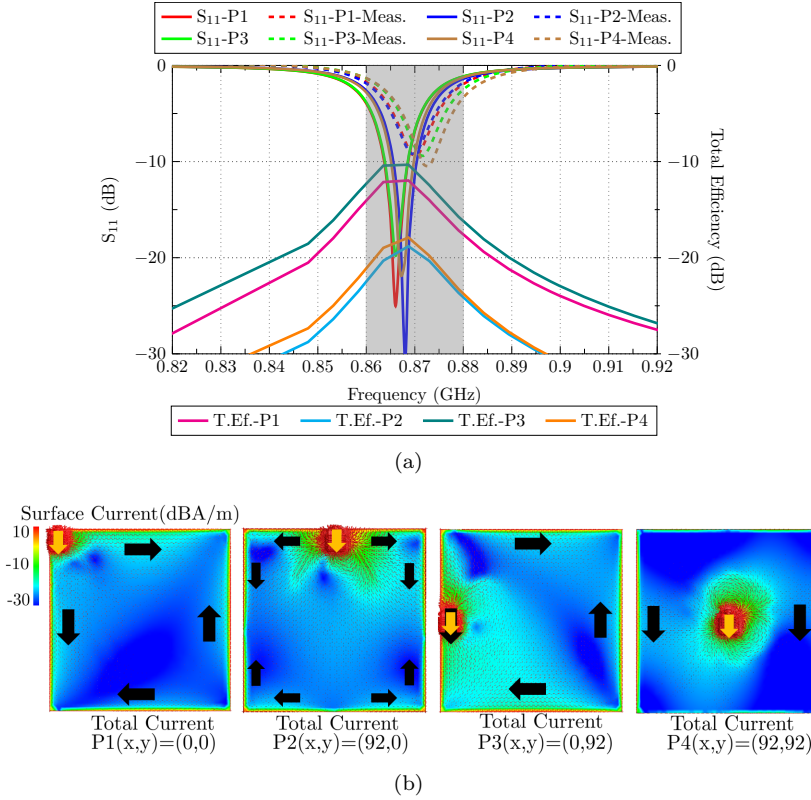 S₁₁-P1 S₁₁-P1-Meas. S₁₁-P2 S₁₁-P2-Meas.
S₁₁-P3 S₁₁-P3-Meas. S₁₁-P4 S₁₁-P4-Meas.
0 0
−10 −10
−20 −20
−30 −30
S₁₁ (dB)
Total Efficiency
(dB)
0.82 0.83 0.84 0.85 0.86 0.87 0.88 0.89 0.9 0.91 0.92
Frequency (GHz)
T.Ef.-P1 T.Ef.-P2 T.Ef.-P3 T.Ef.-P4
(a)
Surface Current(dBA/m)
10
-10
-30
Total Current Total Current Total Current Total Current
P1(x,y)=(0,0) P2(x,y)=(92,0) P3(x,y)=(0,92) P4(x,y)=(92,92)
(b)